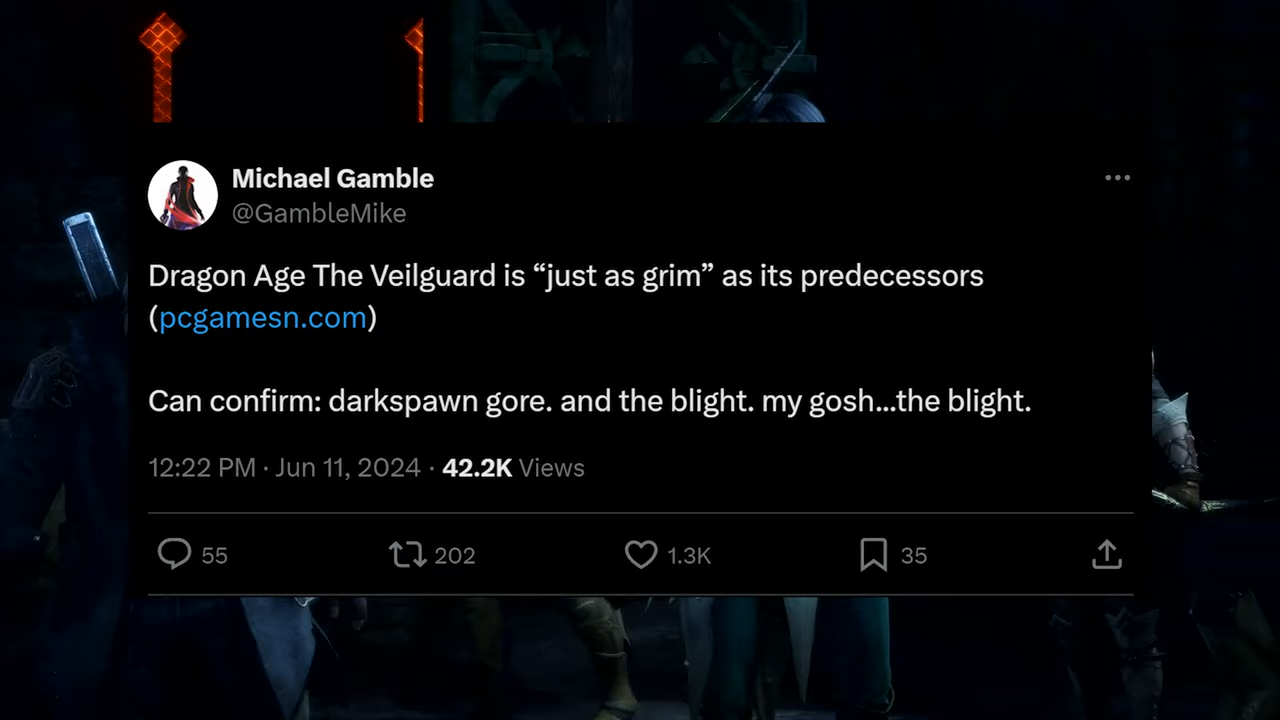 Michael Gamble
@GambleMike
Dragon Age The Veilguard is “just as grim” as its predecessors
(pcgamesn.com)
Can confirm: darkspawn gore. and the blight. my gosh...the blight.
12:22 PM · Jun 11, 2024 · 42.2K Views
55 202 1.3K 35